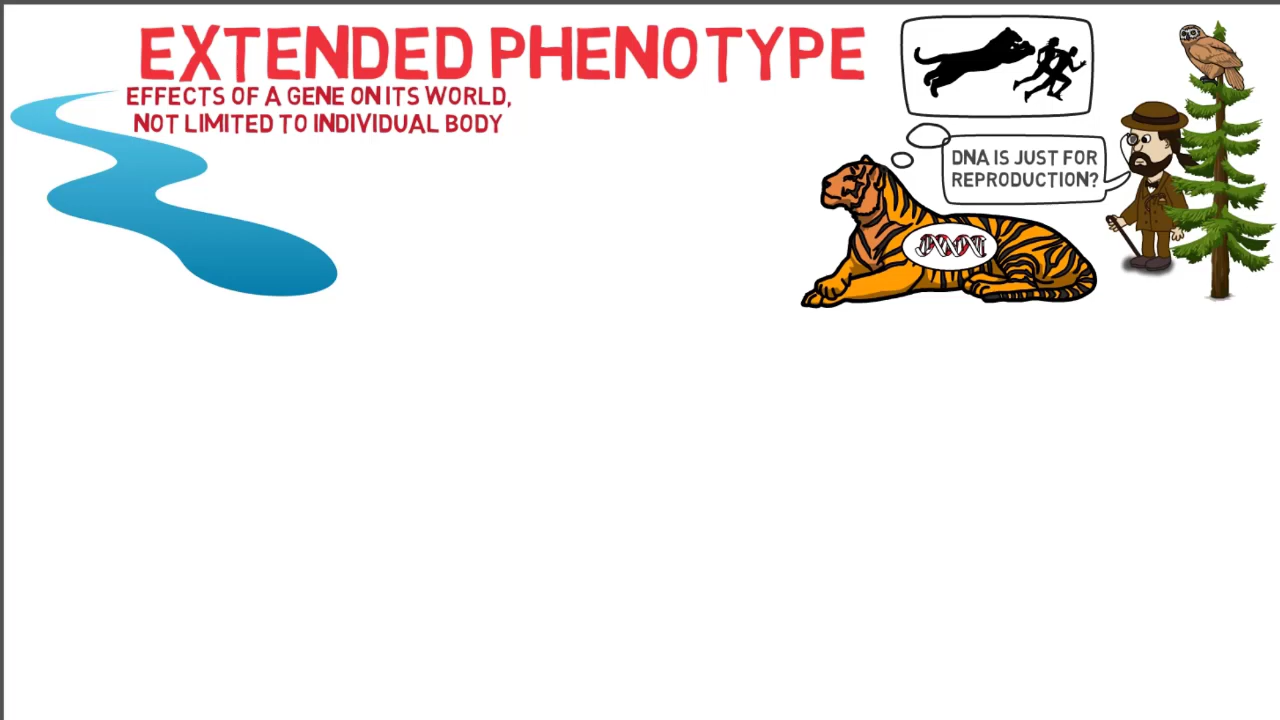 EXTENDED PHENOTYPE
EFFECTS OF A GENE ON ITS WORLD,
NOT LIMITED TO INDIVIDUAL BODY
DNA IS JUST FOR
REPRODUCTION?